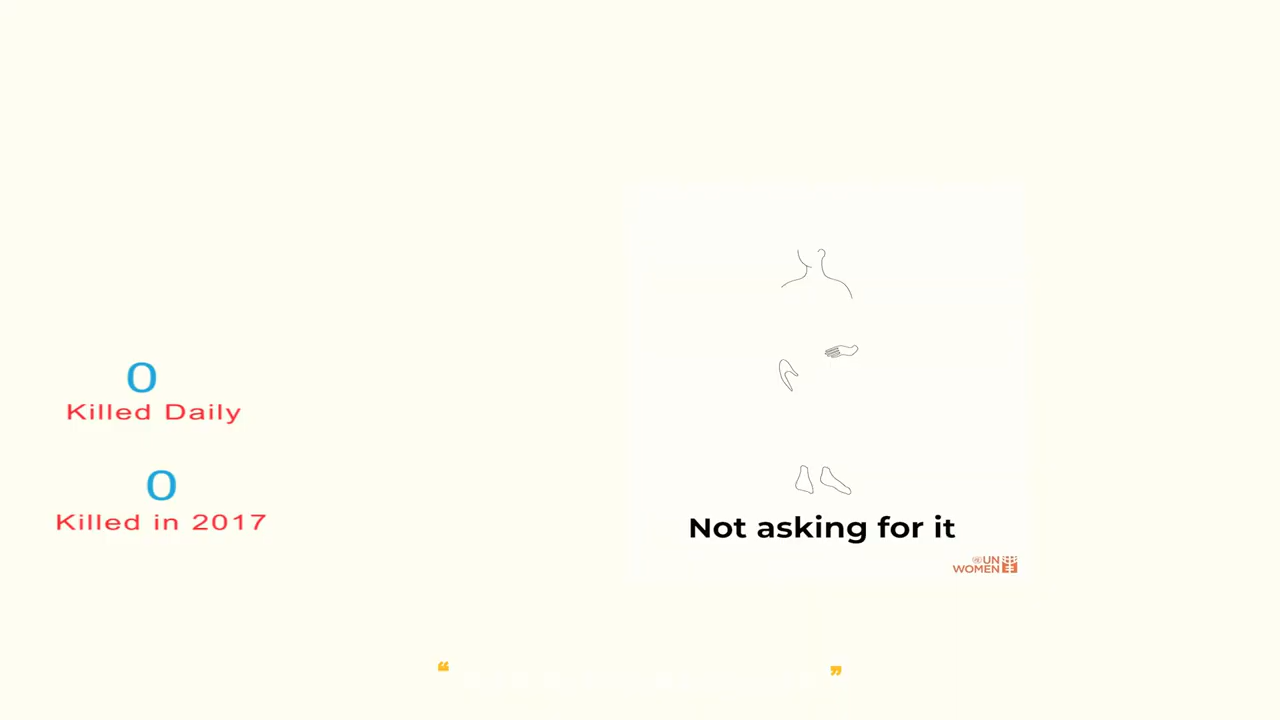 0
Killed Daily
0
Killed in 2017
Not asking for it
UN
WOMEN
“ ”